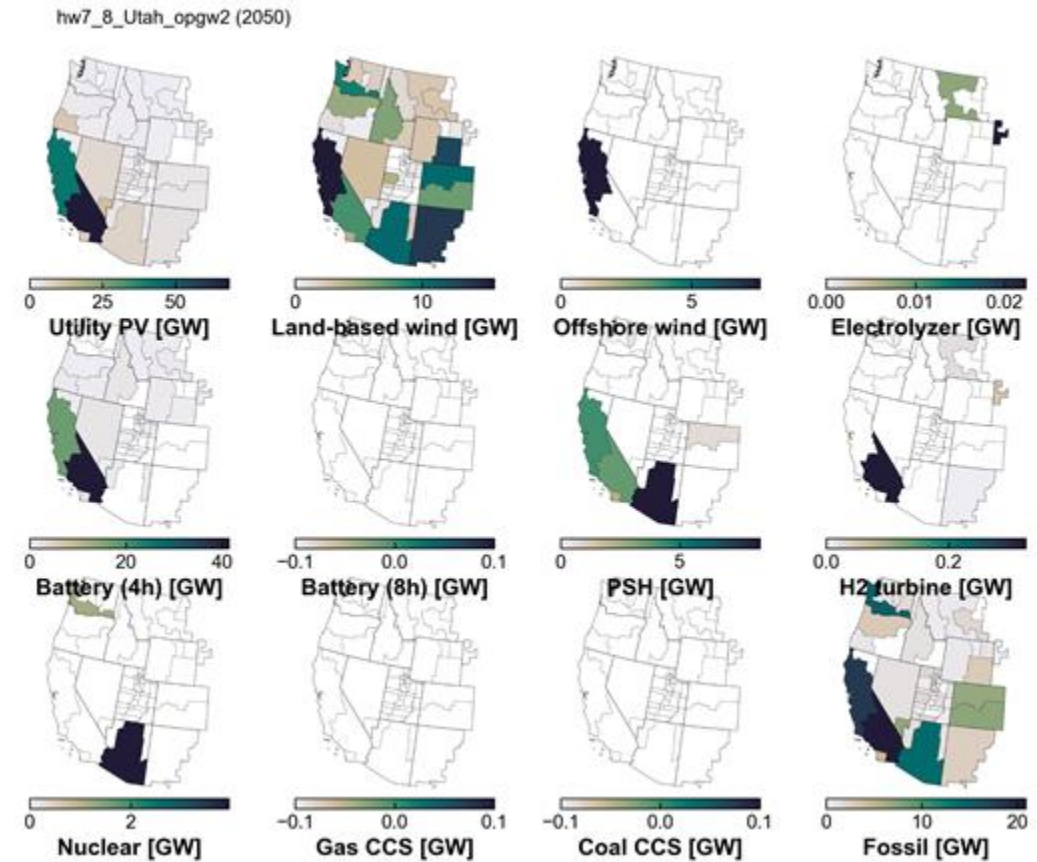 hw7_8_Utah_opgw2 (2050)
0 25 50
Utility PV [GW]
0 10
Land-based wind [GW]
0 5
Offshore wind [GW]
0.00 0.01 0.02
Electrolyzer [GW]
0 20 40
Battery (4h) [GW]
−0.1 0.0 0.1
Battery (8h) [GW]
0 5
PSH [GW]
0.0 0.2
H2 turbine [GW]
0 2
Nuclear [GW]
−0.1 0.0 0.1
Gas CCS [GW]
−0.1 0.0 0.1
Coal CCS [GW]
0 10 20
Fossil [GW]